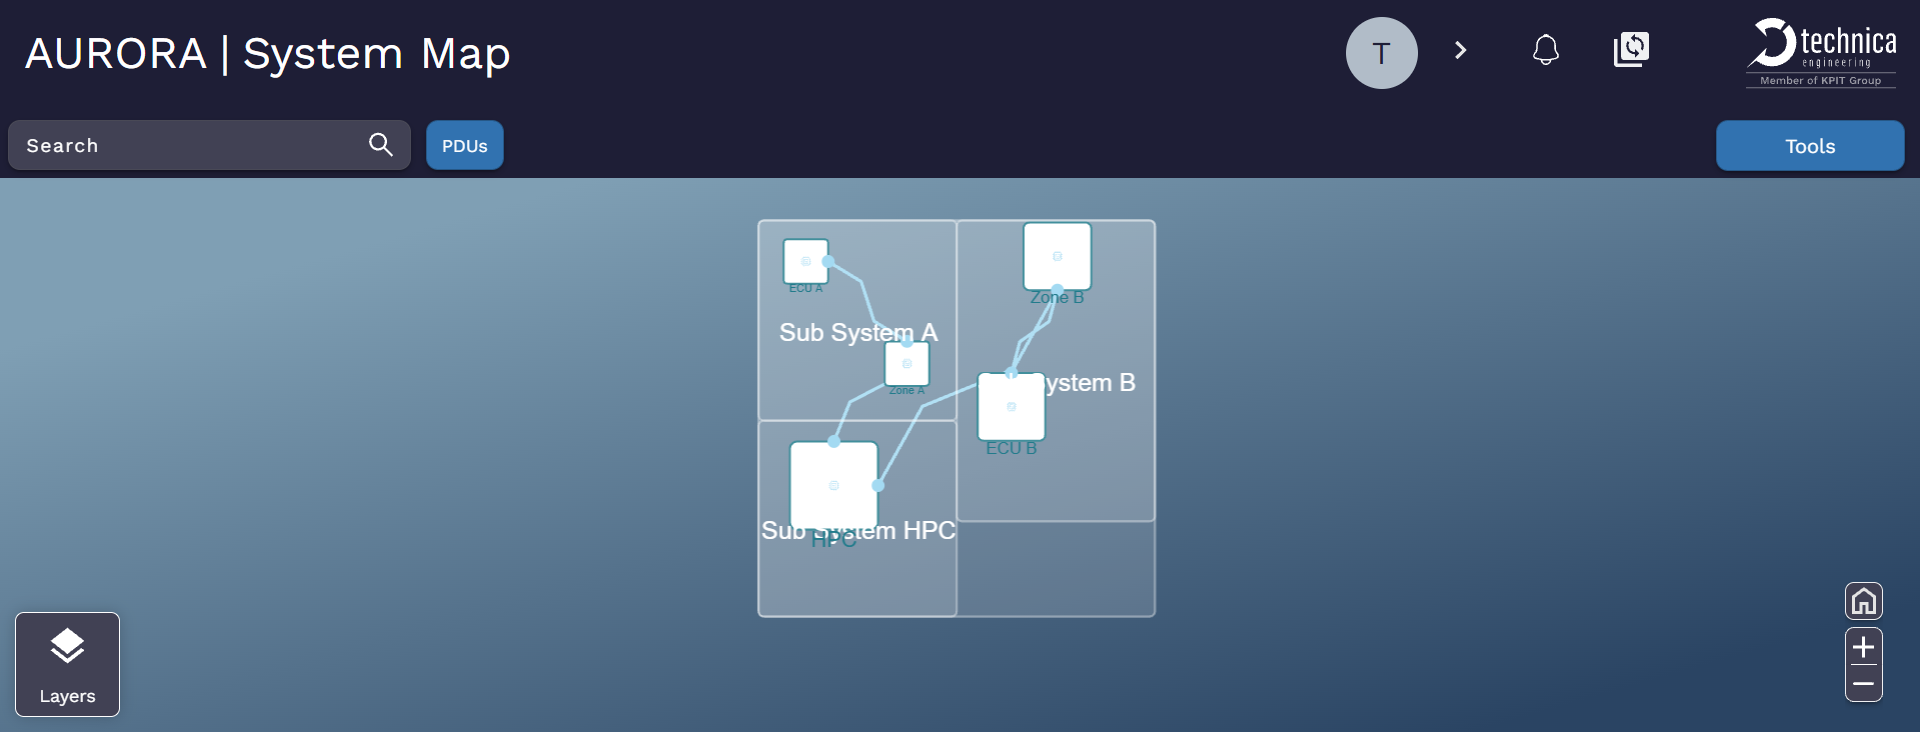 AURORA | System Map
T
technica
engineering
Member of KPIT Group
Search
PDUs
Tools
ECU A
Zone B
Sub System A
Zone A
ystem B
ECU B
Sub System HPC
HPC
Layers